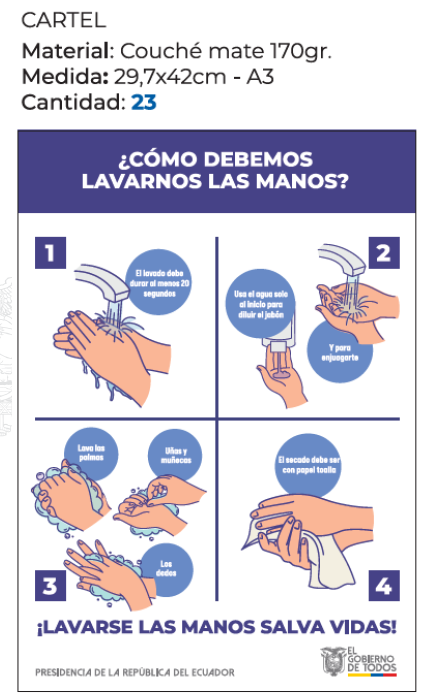 CARTEL
Material: Couché mate 170gr.
Medida: 29,7x42cm - A3
Cantidad: 23
¿CÓMO DEBEMOS
LAVARNOS LAS MANOS?
1
El lavado debe
durar al menos 20
segundos
2
Usa el agua solo
al inicio para
diluir el jabón
Y para
enjuagarte
3
Lava las
palmas
Uñas y
muñecas
Los
dedos
4
El secado debe ser
con papel toalla
¡LAVARSE LAS MANOS SALVA VIDAS!
PRESIDENCIA DE LA REPÚBLICA DEL ECUADOR
EL
GOBIERNO
DE TODOS